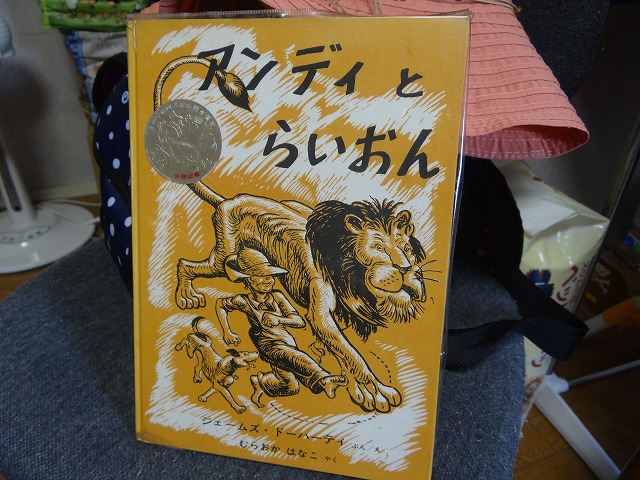 アンディと
らいおん
ジェームズ・ドーハーティ ぶん/え
むらおか はなこ やく